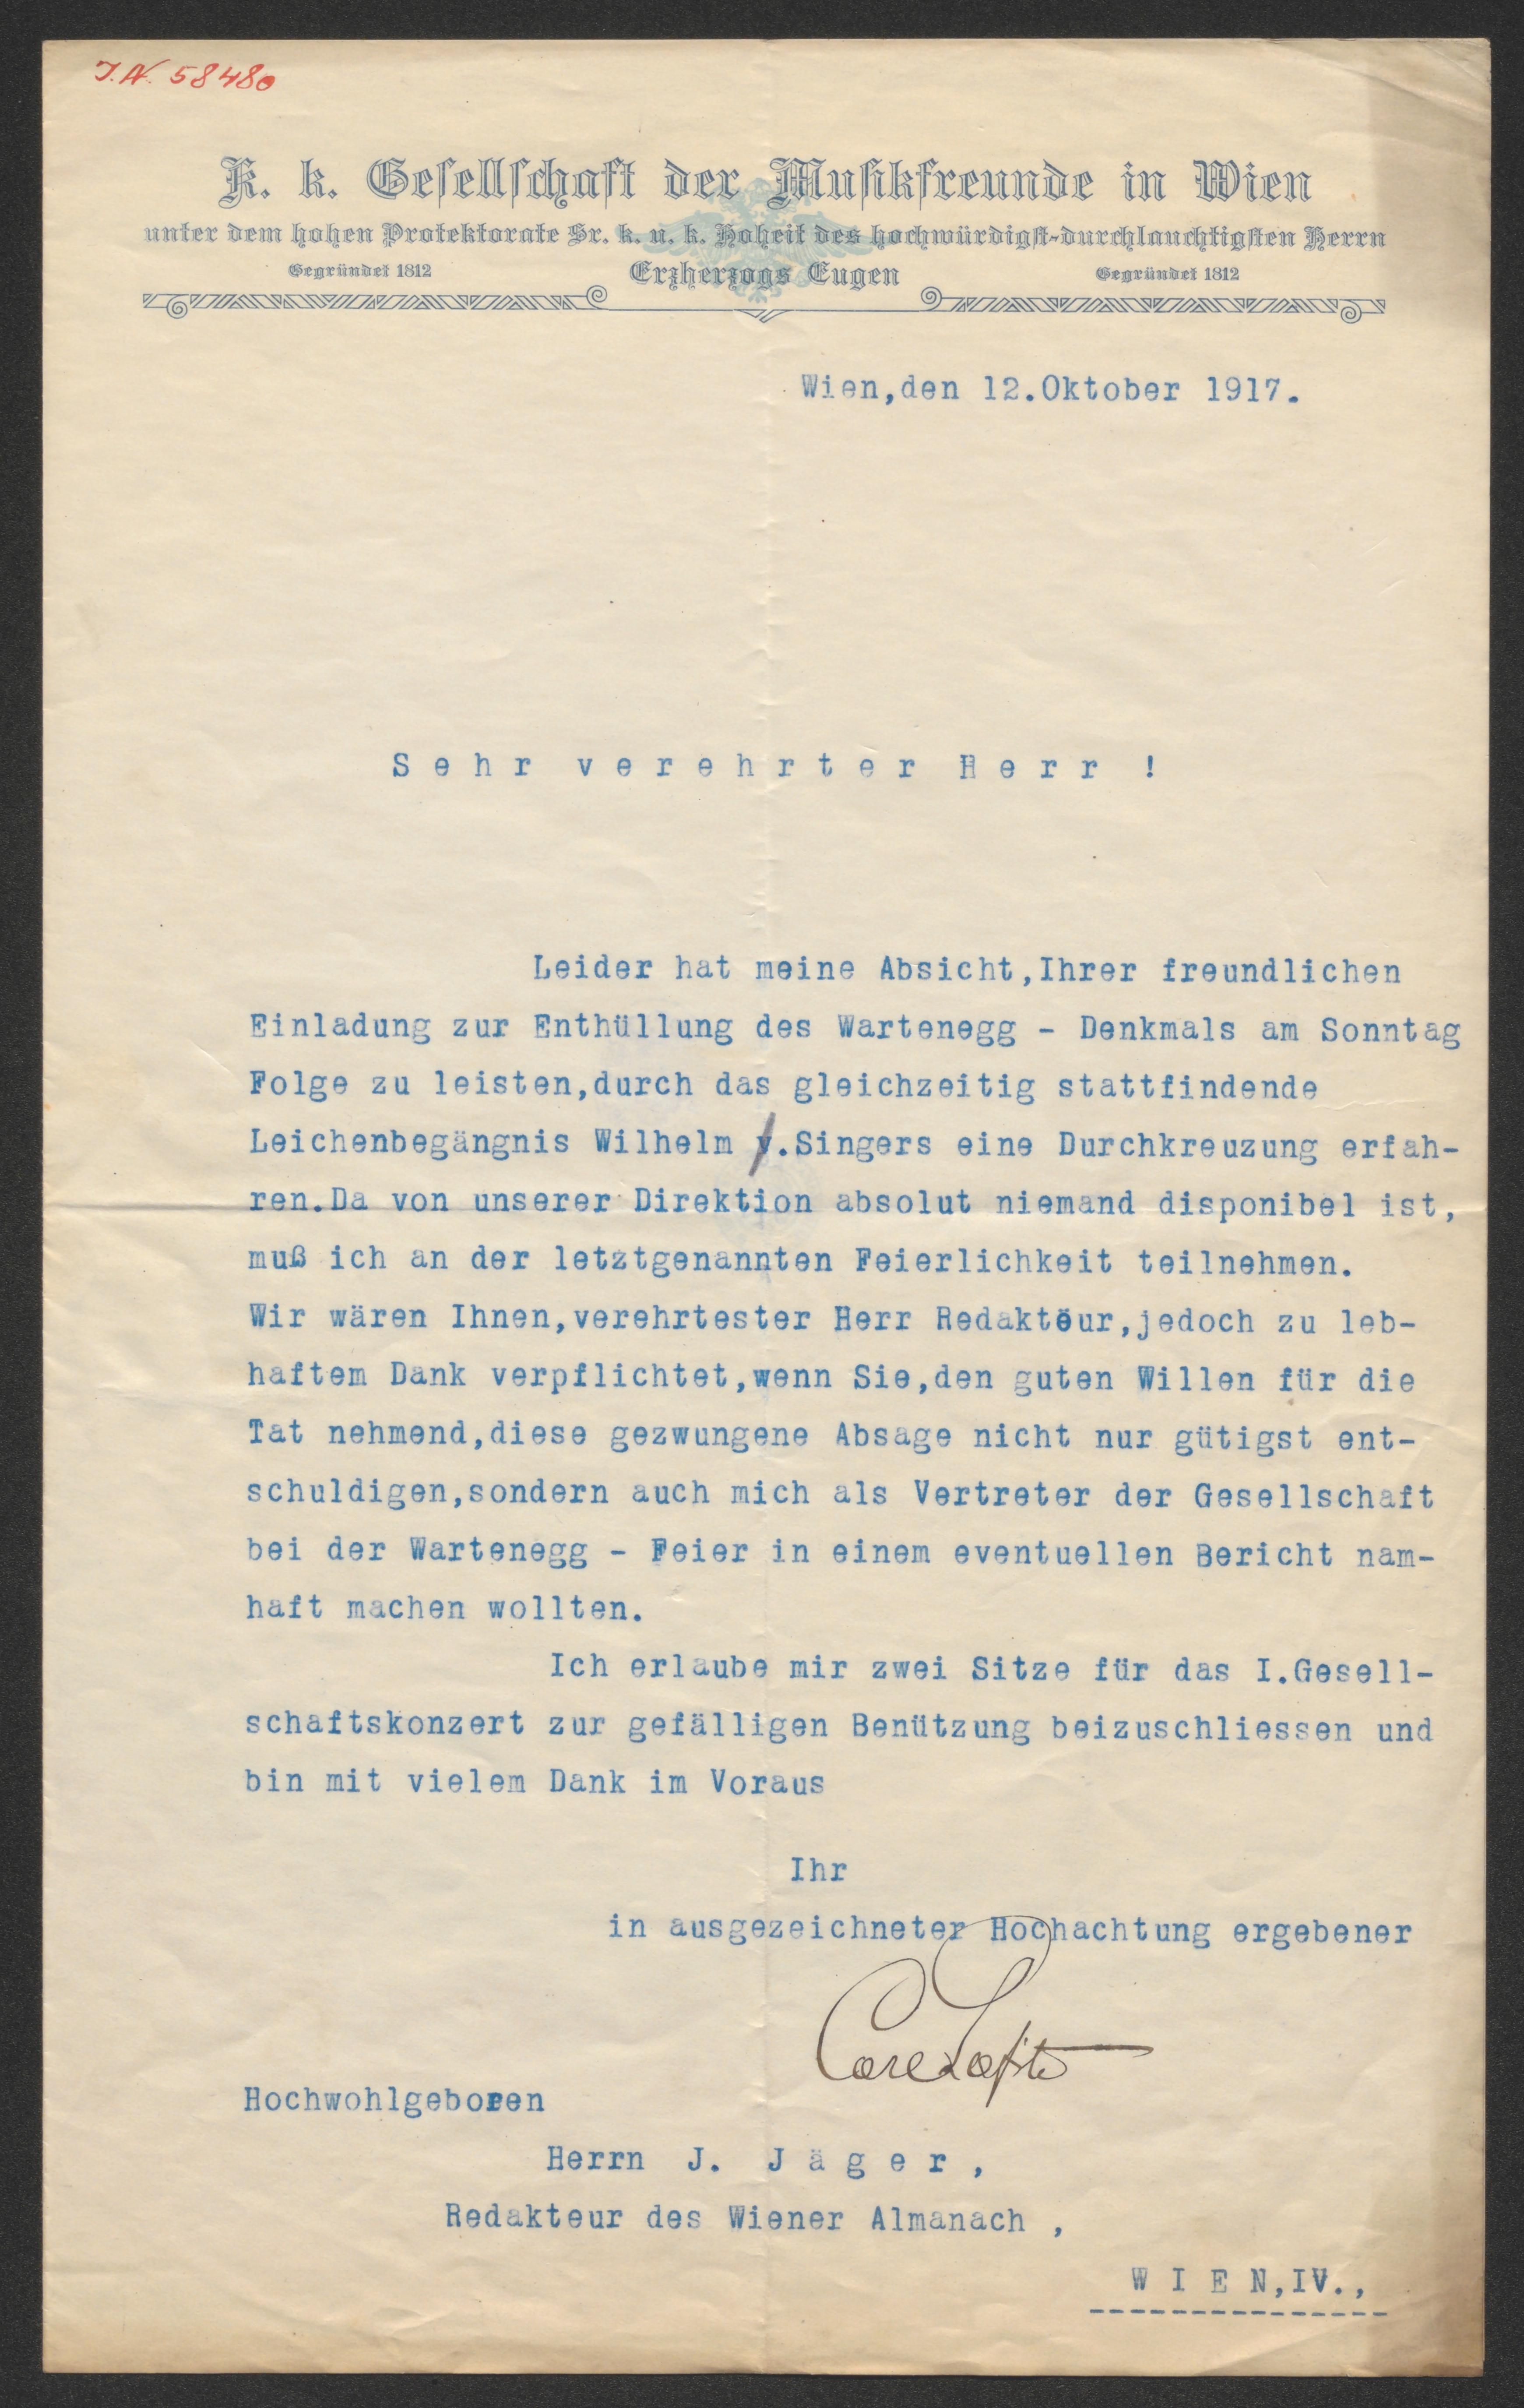 J.N. 58480
K. k. Gesellschaft der Musikfreunde in Wien
unter dem hohen Protektorate Sr. k. u. k. Hoheit des hochwürdigst-durchlauchtigsten Herrn
Gegründet 1812 Erzherzogs Eugen Gegründet 1812
Wien,den 12.Oktober 1917.
S e h r v e r e h r t e r H e r r !
Leider hat meine Absicht,Ihrer freundlichen
Einladung zur Enthüllung des Wartenegg - Denkmals am Sonntag
Folge zu leisten,durch das gleichzeitig stattfindende
Leichenbegängnis Wilhelm v.Singers eine Durchkreuzung erfah-
ren.Da von unserer Direktion absolut niemand disponibel ist,
muß ich an der letztgenannten Feierlichkeit teilnehmen.
Wir wären Ihnen,verehrtester Herr Redaktöur,jedoch zu leb-
haftem Dank verpflichtet,wenn Sie,den guten Willen für die
Tat nehmend,diese gezwungene Absage nicht nur gütigst ent-
schuldigen,sondern auch mich als Vertreter der Gesellschaft
bei der Wartenegg - Feier in einem eventuellen Bericht nam-
haft machen wollten.
Ich erlaube mir zwei Sitze für das I.Gesell-
schaftskonzert zur gefälligen Benützung beizuschliessen und
bin mit vielem Dank im Voraus
Ihr
in ausgezeichneter Hochachtung ergebener
Carl Lafite
Hochwohlgeboren
Herrn J. J ä g e r ,
Redakteur des Wiener Almanach ,
W I E N,IV.,